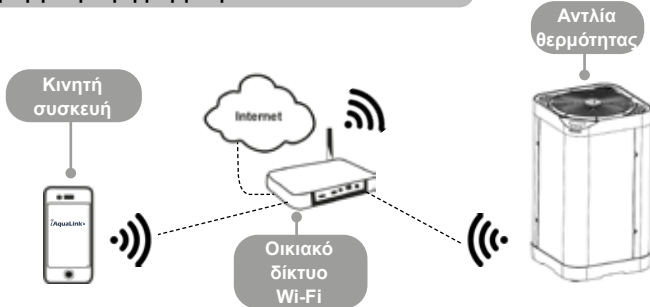 Αντλία
θερμότητας
Κινητή
συσκευή
Internet
iAquaLink
Οικιακό
δίκτυο
Wi-Fi